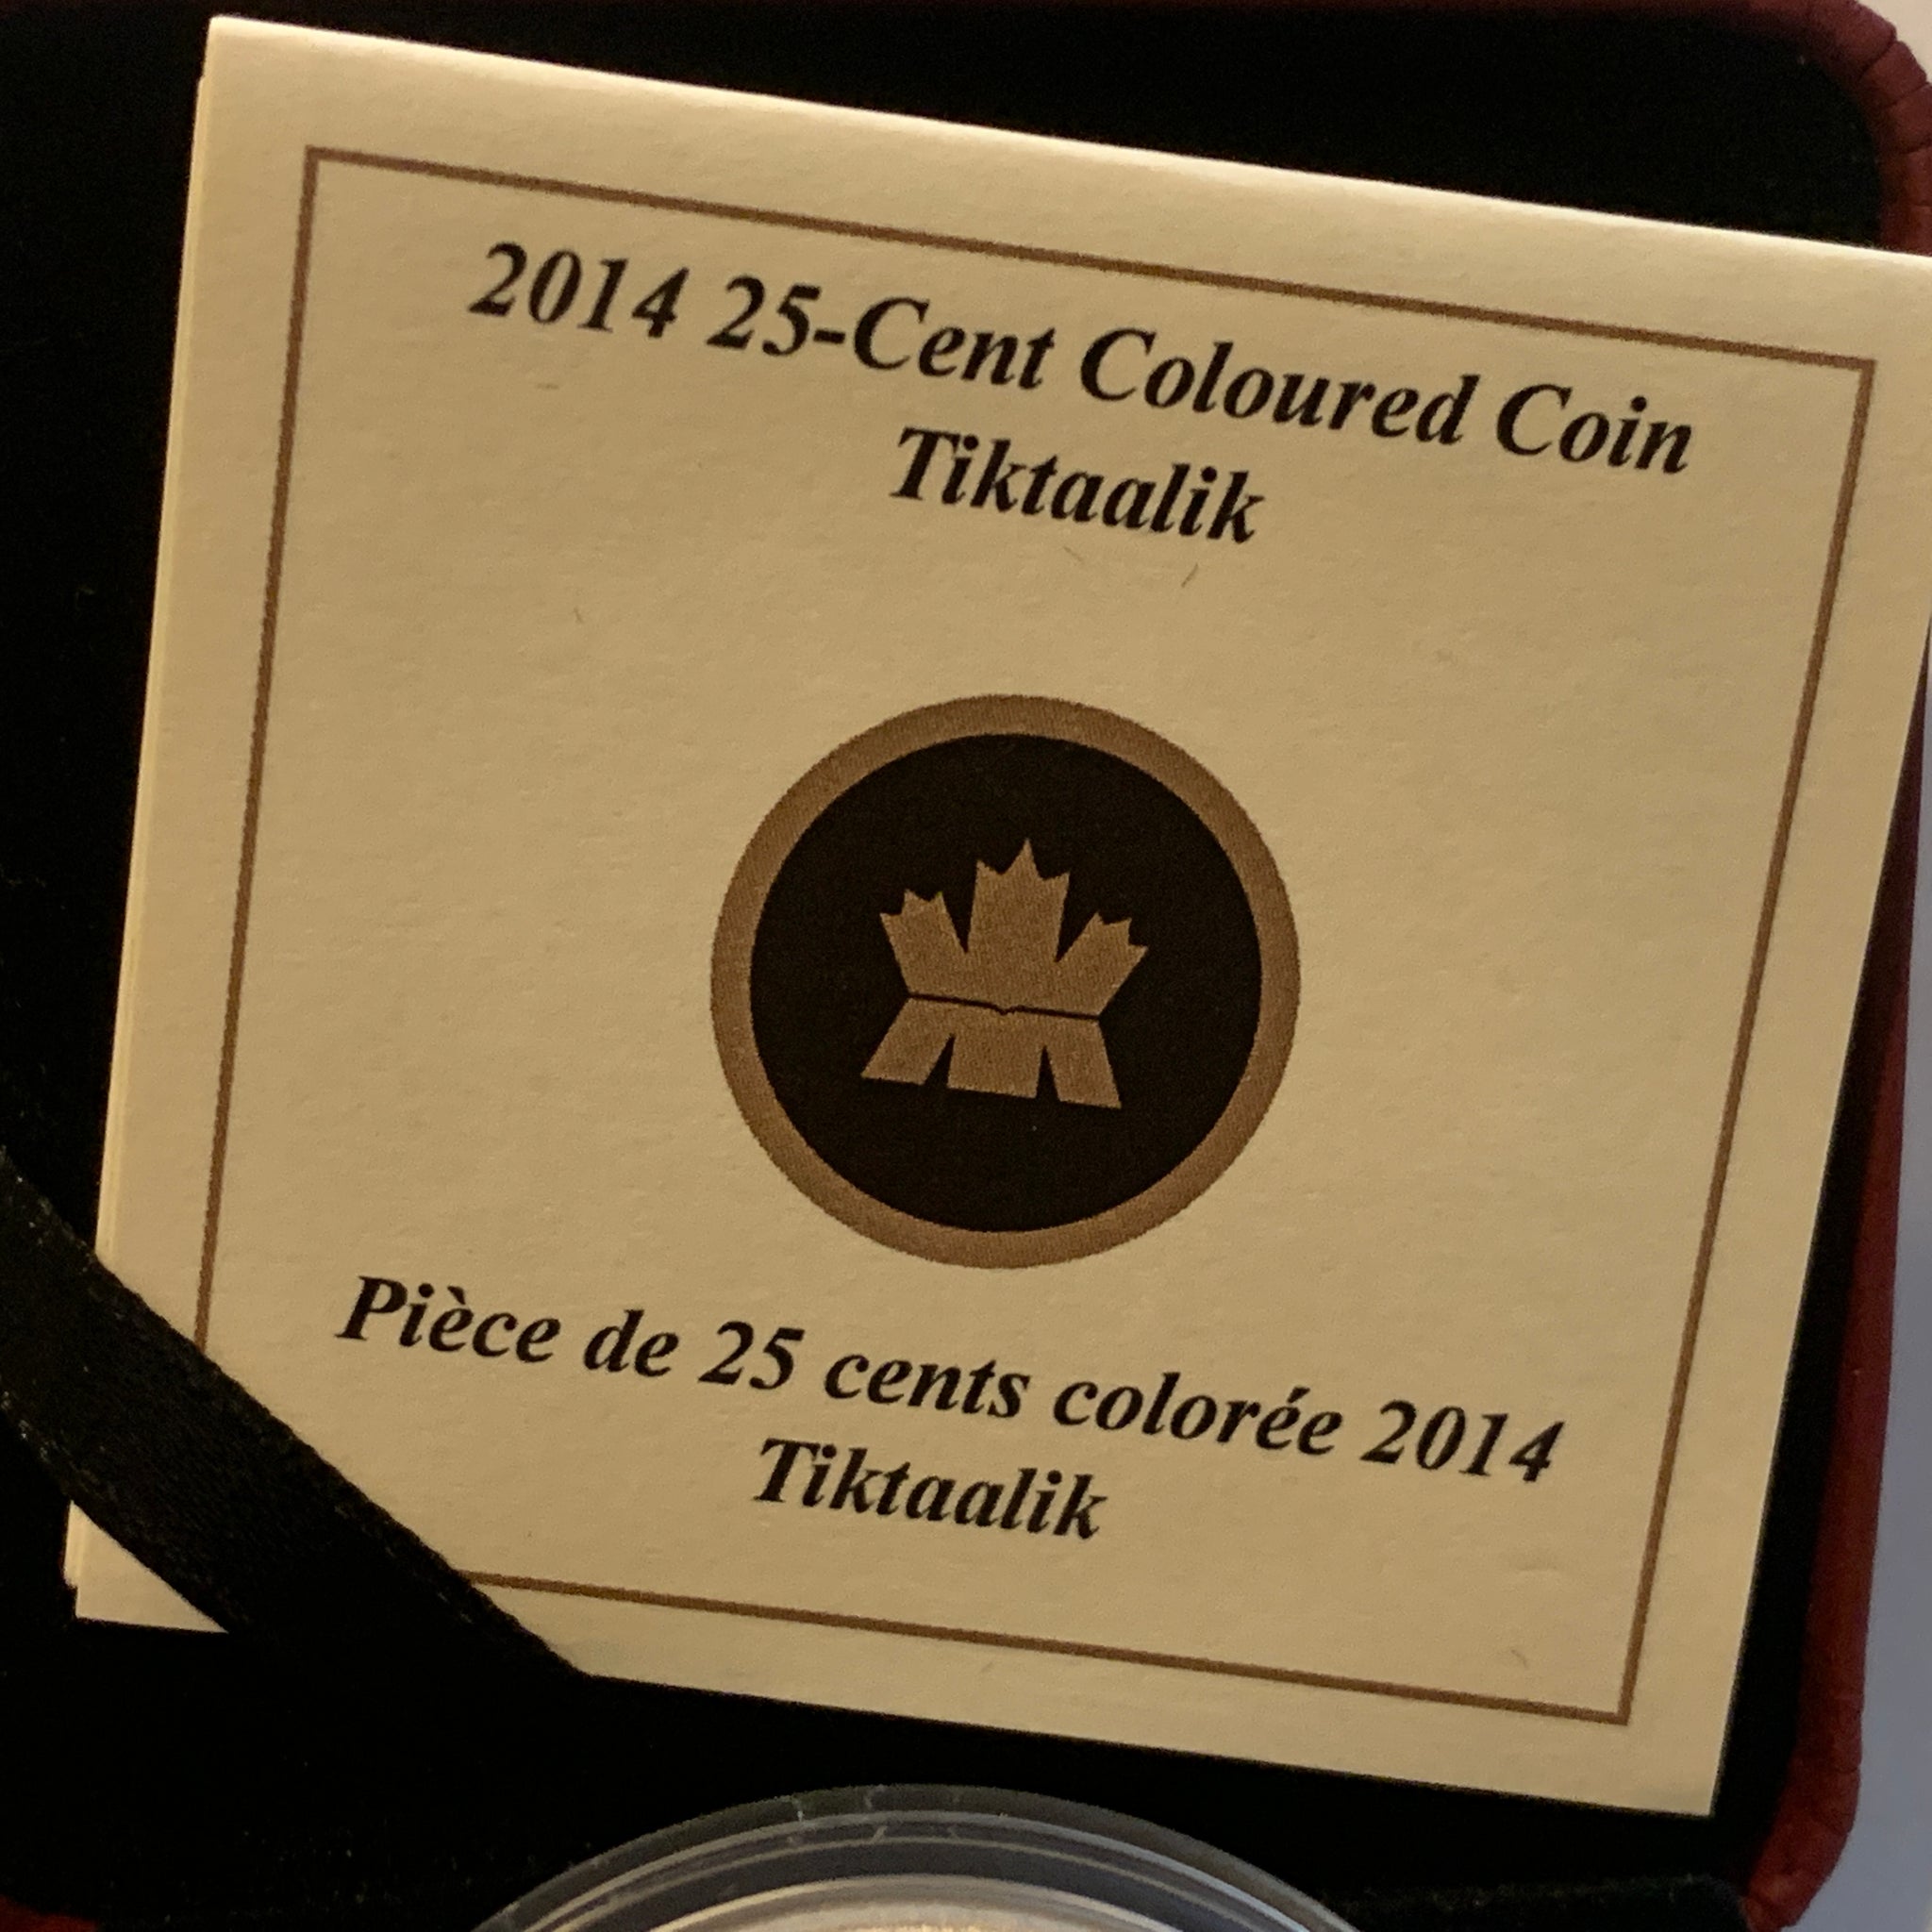 2014 25-Cent Coloured Coin
Tiktaalik
Pièce de 25 cents colorée 2014
Tiktaalik